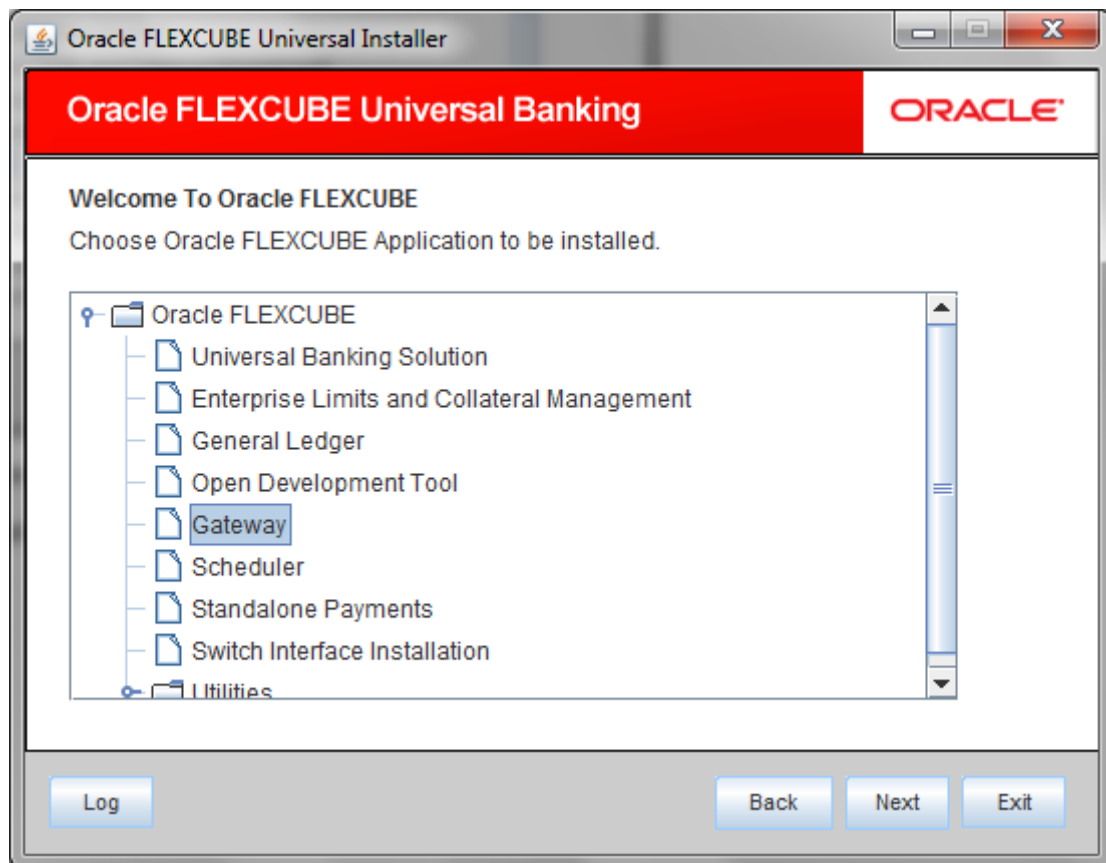 Oracle FLEXCUBE Universal Installer
Oracle FLEXCUBE Universal Banking
ORACLE
Welcome To Oracle FLEXCUBE
Choose Oracle FLEXCUBE Application to be installed.
Oracle FLEXCUBE
Universal Banking Solution
Enterprise Limits and Collateral Management
General Ledger
Open Development Tool
Gateway
Scheduler
Standalone Payments
Switch Interface Installation
Utilities
Log
Back
Next
Exit